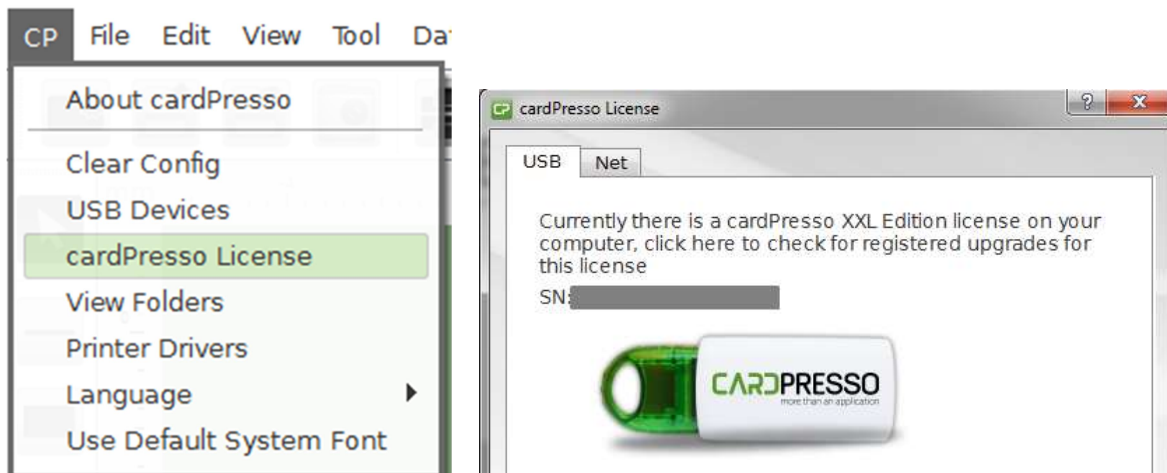 CP File Edit View Tool Da
About cardPresso
Clear Config
USB Devices
cardPresso License
View Folders
Printer Drivers
Language
Use Default System Font
CP cardPresso License
USB Net
Currently there is a cardPresso XXL Edition license on your
computer, click here to check for registered upgrades for
this license
SN:
CARDPRESSO
more than an application